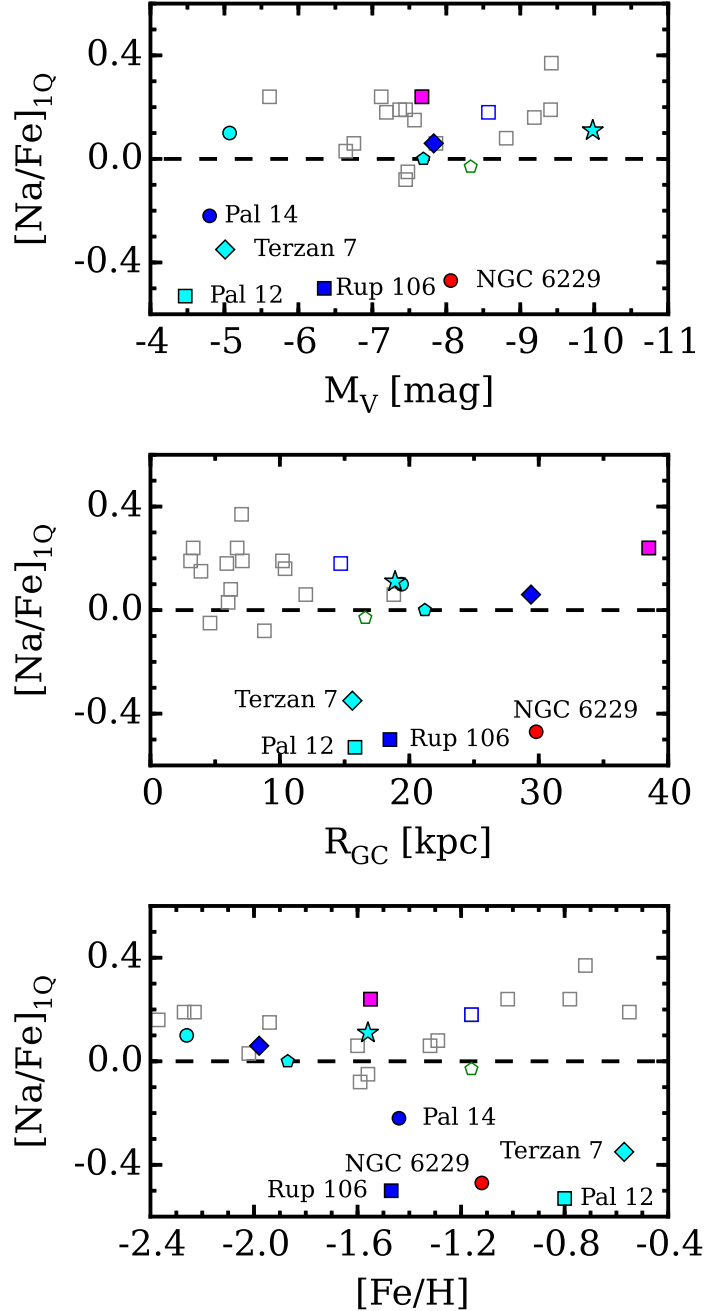 [Na/Fe]1Q
0.4
0.0
-0.4
Pal 14
Terzan 7
Pal 12
Rup 106
NGC 6229
-4 -5 -6 -7 -8 -9 -10 -11
MV [mag]
[Na/Fe]1Q
0.4
0.0
-0.4
Terzan 7
NGC 6229
Pal 12
Rup 106
0 10 20 30 40
RGC [kpc]
[Na/Fe]1Q
0.4
0.0
-0.4
Pal 14
Terzan 7
NGC 6229
Rup 106
Pal 12
-2.4 -2.0 -1.6 -1.2 -0.8 -0.4
[Fe/H]